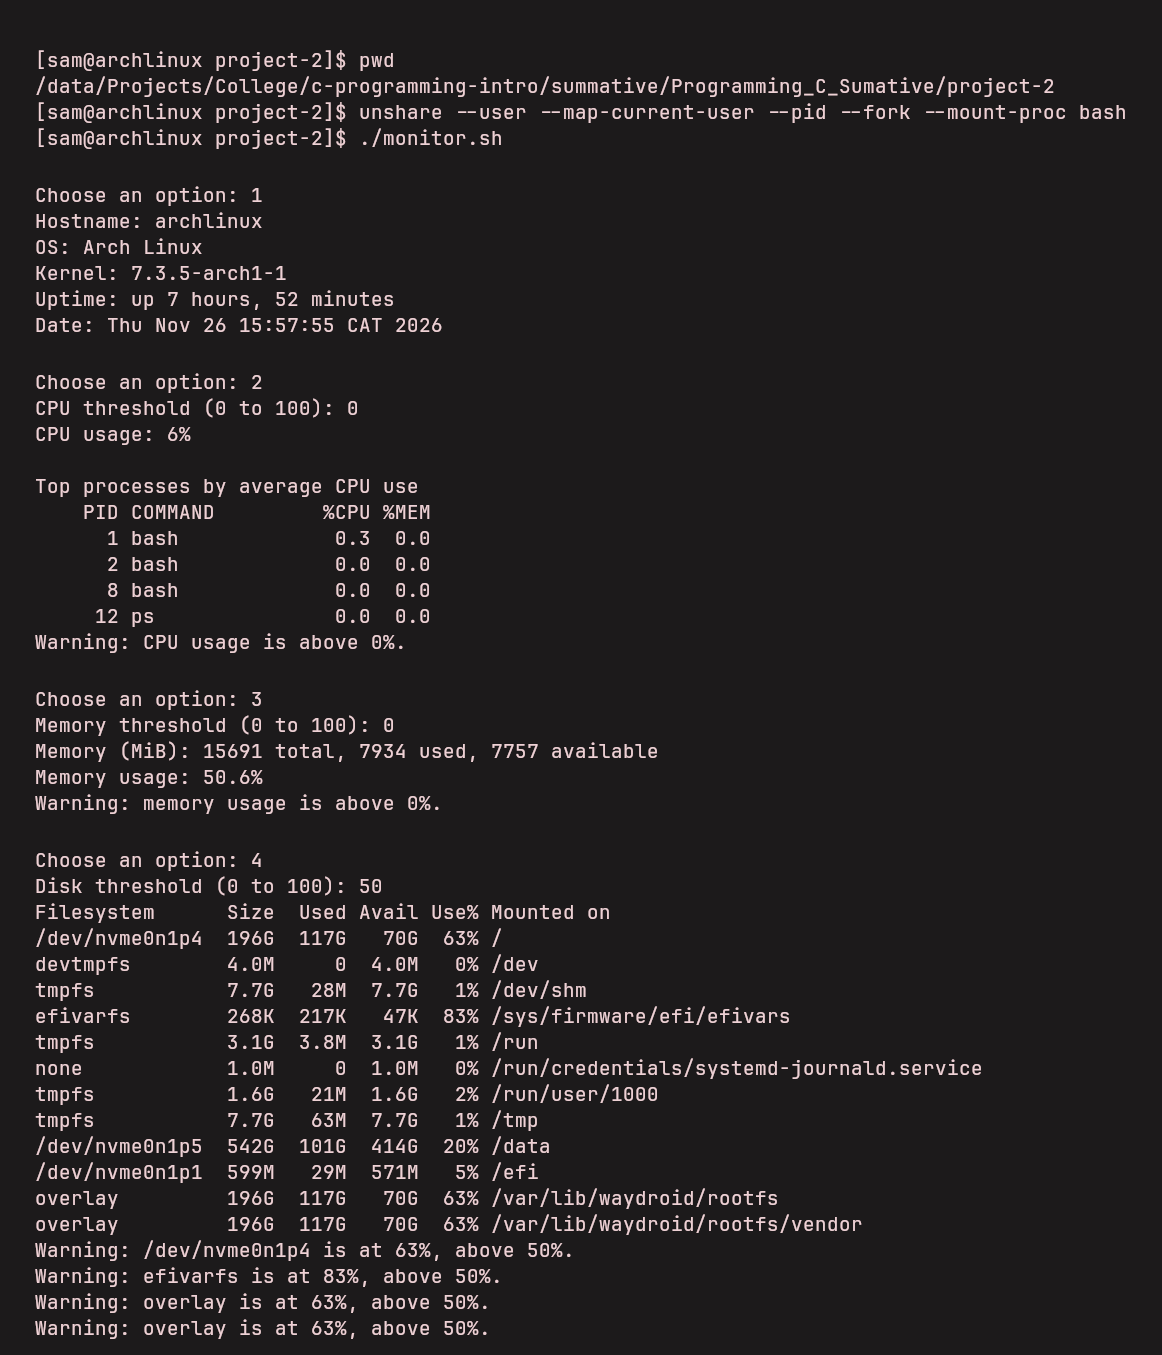 [sam@archlinux project-2]$ pwd
/data/Projects/College/c-programming-intro/summative/Programming_C_Sumative/project-2
[sam@archlinux project-2]$ unshare --user --map-current-user --pid --fork --mount-proc bash
[sam@archlinux project-2]$ ./monitor.sh

Choose an option: 1
Hostname: archlinux
OS: Arch Linux
Kernel: 7.3.5-arch1-1
Uptime: up 7 hours, 52 minutes
Date: Thu Nov 26 15:57:55 CAT 2026

Choose an option: 2
CPU threshold (0 to 100): 0
CPU usage: 6%

Top processes by average CPU use
    PID COMMAND         %CPU %MEM
      1 bash             0.3  0.0
      2 bash             0.0  0.0
      8 bash             0.0  0.0
     12 ps               0.0  0.0
Warning: CPU usage is above 0%.

Choose an option: 3
Memory threshold (0 to 100): 0
Memory (MiB): 15691 total, 7934 used, 7757 available
Memory usage: 50.6%
Warning: memory usage is above 0%.

Choose an option: 4
Disk threshold (0 to 100): 50
Filesystem      Size  Used Avail Use% Mounted on
/dev/nvme0n1p4  196G  117G   70G  63% /
devtmpfs        4.0M     0  4.0M   0% /dev
tmpfs           7.7G   28M  7.7G   1% /dev/shm
efivarfs        268K  217K   47K  83% /sys/firmware/efi/efivars
tmpfs           3.1G  3.8M  3.1G   1% /run
none            1.0M     0  1.0M   0% /run/credentials/systemd-journald.service
tmpfs           1.6G   21M  1.6G   2% /run/user/1000
tmpfs           7.7G   63M  7.7G   1% /tmp
/dev/nvme0n1p5  542G  101G  414G  20% /data
/dev/nvme0n1p1  599M   29M  571M   5% /efi
overlay         196G  117G   70G  63% /var/lib/waydroid/rootfs
overlay         196G  117G   70G  63% /var/lib/waydroid/rootfs/vendor
Warning: /dev/nvme0n1p4 is at 63%, above 50%.
Warning: efivarfs is at 83%, above 50%.
Warning: overlay is at 63%, above 50%.
Warning: overlay is at 63%, above 50%.